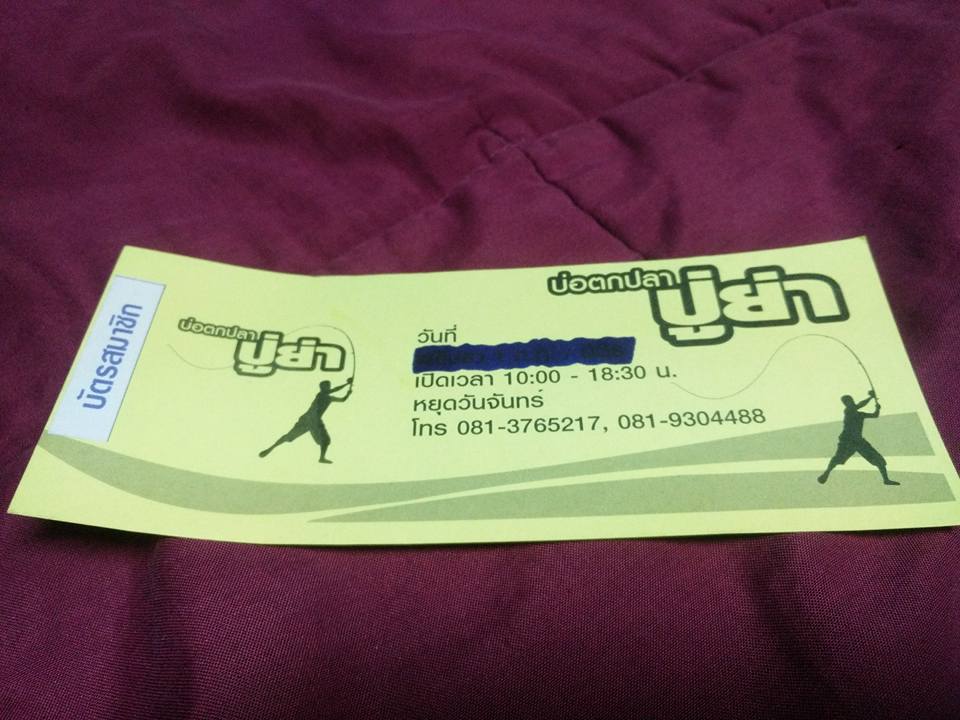 บัตรสมาชิก
บ่อตกปลา
ปู่ย่า
บ่อตกปลา
ปู่ย่า
วันที่
เปิดเวลา 10:00 - 18:30 น.
หยุดวันจันทร์
โทร 081-3765217, 081-9304488